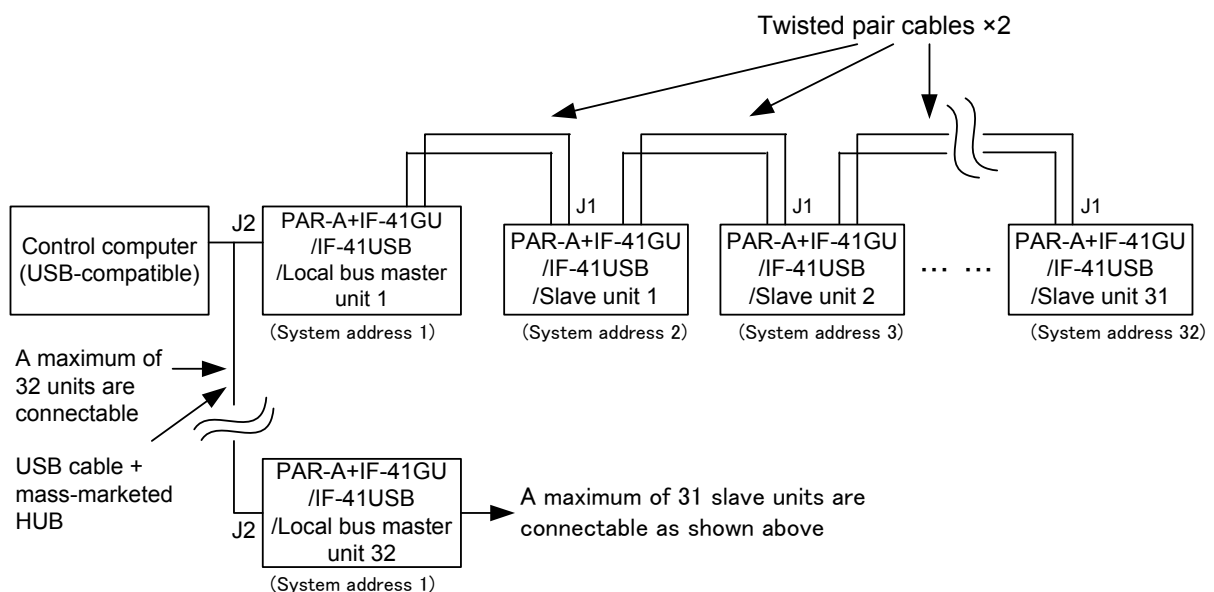 Twisted pair cables ×2
Control computer
(USB-compatible)
J2
PAR-A+IF-41GU
/IF-41USB
/Local bus master
unit 1
(System address 1)
J1
PAR-A+IF-41GU
/IF-41USB
/Slave unit 1
(System address 2)
J1
PAR-A+IF-41GU
/IF-41USB
/Slave unit 2
(System address 3)
… …
J1
PAR-A+IF-41GU
/IF-41USB
/Slave unit 31
(System address 32)
A maximum of
32 units are
connectable
USB cable +
mass-marketed
HUB
J2
PAR-A+IF-41GU
/IF-41USB
/Local bus master
unit 32
(System address 1)
A maximum of 31 slave units are
connectable as shown above